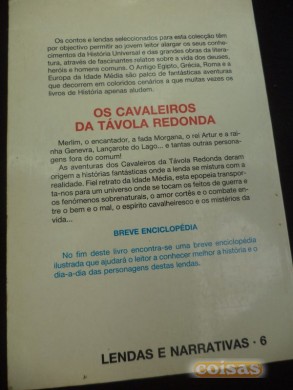 Os contos e lendas seleccionados para esta colecção têm
por objectivo permitir ao jovem leitor alargar os seus conhe-
cimentos da História Universal e das grandes obras da litera-
tura, através de fascinantes relatos sobre a vida dos deuses,
heróis e homens comuns. O Antigo Egipto, Grécia, Roma e a
Europa da Idade Média são palco de fantásticas aventuras
que decorrem em coloridos cenários a que muitas vezes os
livros de História apenas aludem.
OS CAVALEIROS
DA TÁVOLA REDONDA
Merlim, o encantador, a fada Morgana, o rei Artur e a rai-
nha Genevra, Lançarote do Lago... e tantas outras persona-
gens fora do comum!
As aventuras dos Cavaleiros da Távola Redonda deram
origem a histórias fantásticas onde a lenda se mistura com a
realidade. Fiel retrato da Idade Média, esta epopeia transpor-
ta-nos para um universo onde se tocam os feitos de guerra e
os fenómenos sobrenaturais, o amor cortês e o combate ent-
re o bem e o mal, o espírito cavalheiresco e os mistérios da
vida...
BREVE ENCICLOPÉDIA
No fim deste livro encontra-se uma breve enciclopédia
ilustrada que ajudará o leitor a conhecer melhor a história e o
dia-a-dia das personagens destas lendas.
LENDAS E NARRATIVAS · 6
coisas